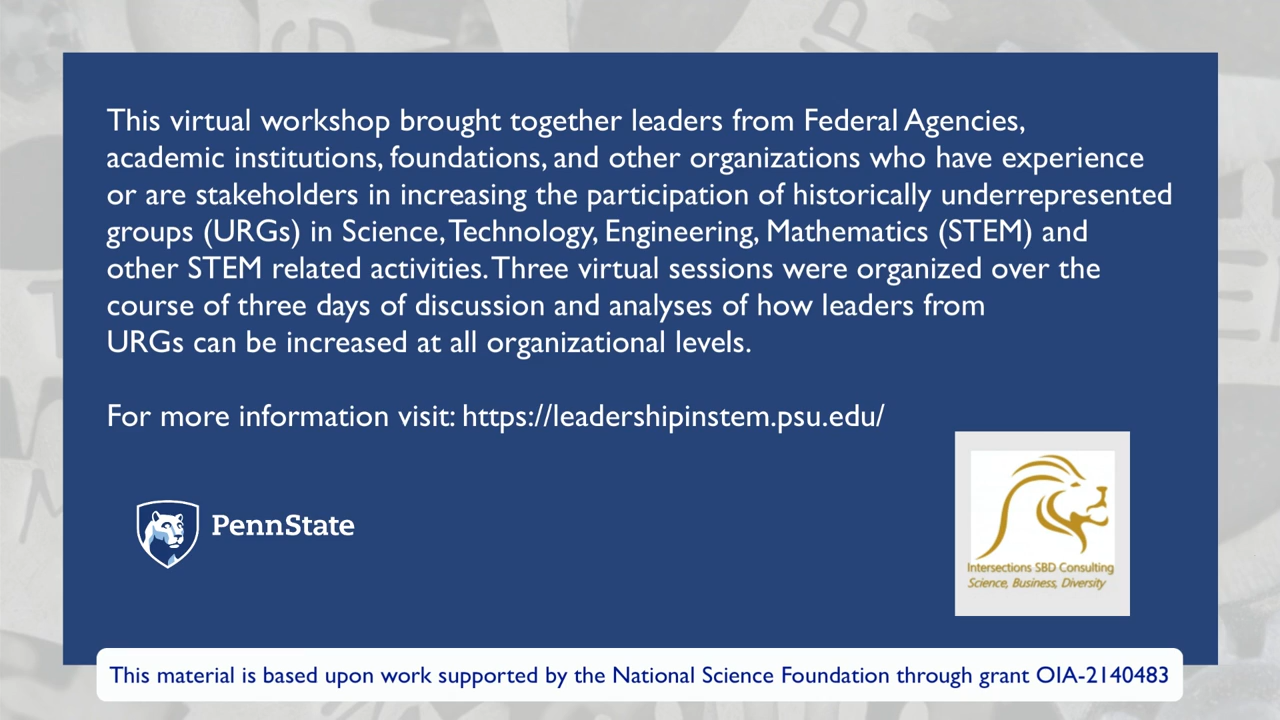 This virtual workshop brought together leaders from Federal Agencies,
academic institutions, foundations, and other organizations who have experience
or are stakeholders in increasing the participation of historically underrepresented
groups (URGs) in Science, Technology, Engineering, Mathematics (STEM) and
other STEM related activities. Three virtual sessions were organized over the
course of three days of discussion and analyses of how leaders from
URGs can be increased at all organizational levels.
For more information visit: https://leadershipinstem.psu.edu/
PennState
Intersections SBD Consulting
Science, Business, Diversity
This material is based upon work supported by the National Science Foundation through grant OIA-2140483